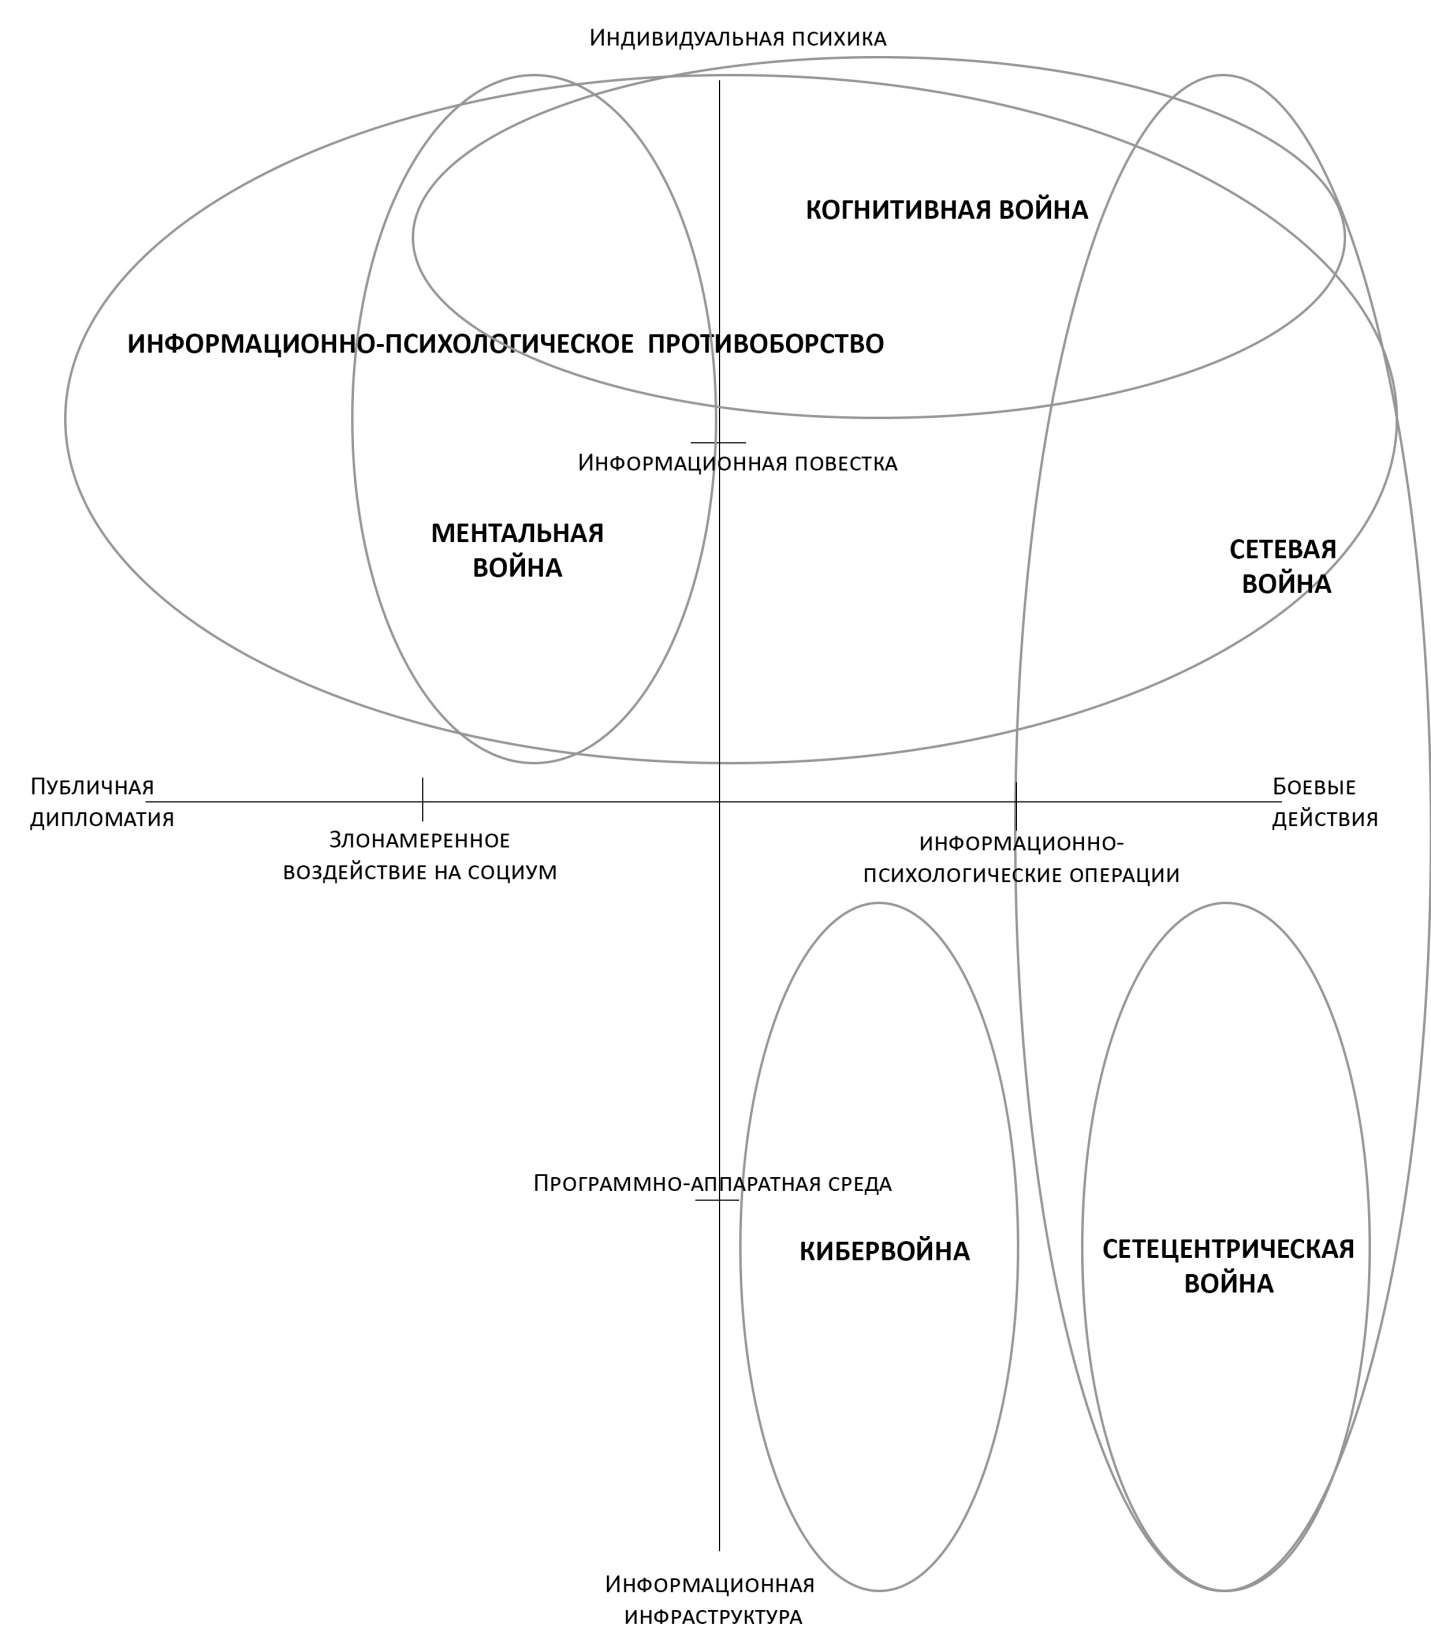 Индивидуальная психика
КОГНИТИВНАЯ ВОЙНА
ИНФОРМАЦИОННО-ПСИХОЛОГИЧЕСКОЕ ПРОТИВОБОРСТВО
Информационная повестка
МЕНТАЛЬНАЯ
ВОЙНА
СЕТЕВАЯ
ВОЙНА
Публичная
дипломатия
Боевые
действия
Злонамеренное
воздействие на социум
информационно-
психологические операции
Программно-аппаратная среда
КИБЕРВОЙНА
СЕТЕЦЕНТРИЧЕСКАЯ
ВОЙНА
Информационная
инфраструктура